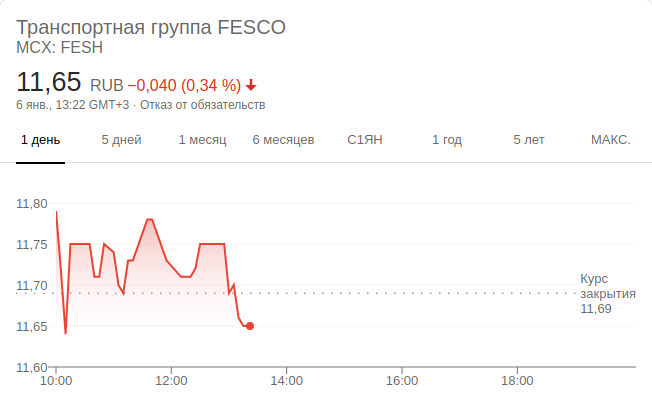 Транспортная группа FESCO
MCX: FESH
11,65 RUB −0,040 (0,34 %)
6 янв., 13:22 GMT+3 · Отказ от обязательств
1 день 5 дней 1 месяц 6 месяцев С1ЯН 1 год 5 лет МАКС.
11,80
11,75
11,70
11,65
11,60
Курс
закрытия
11,69
10:00 12:00 14:00 16:00 18:00